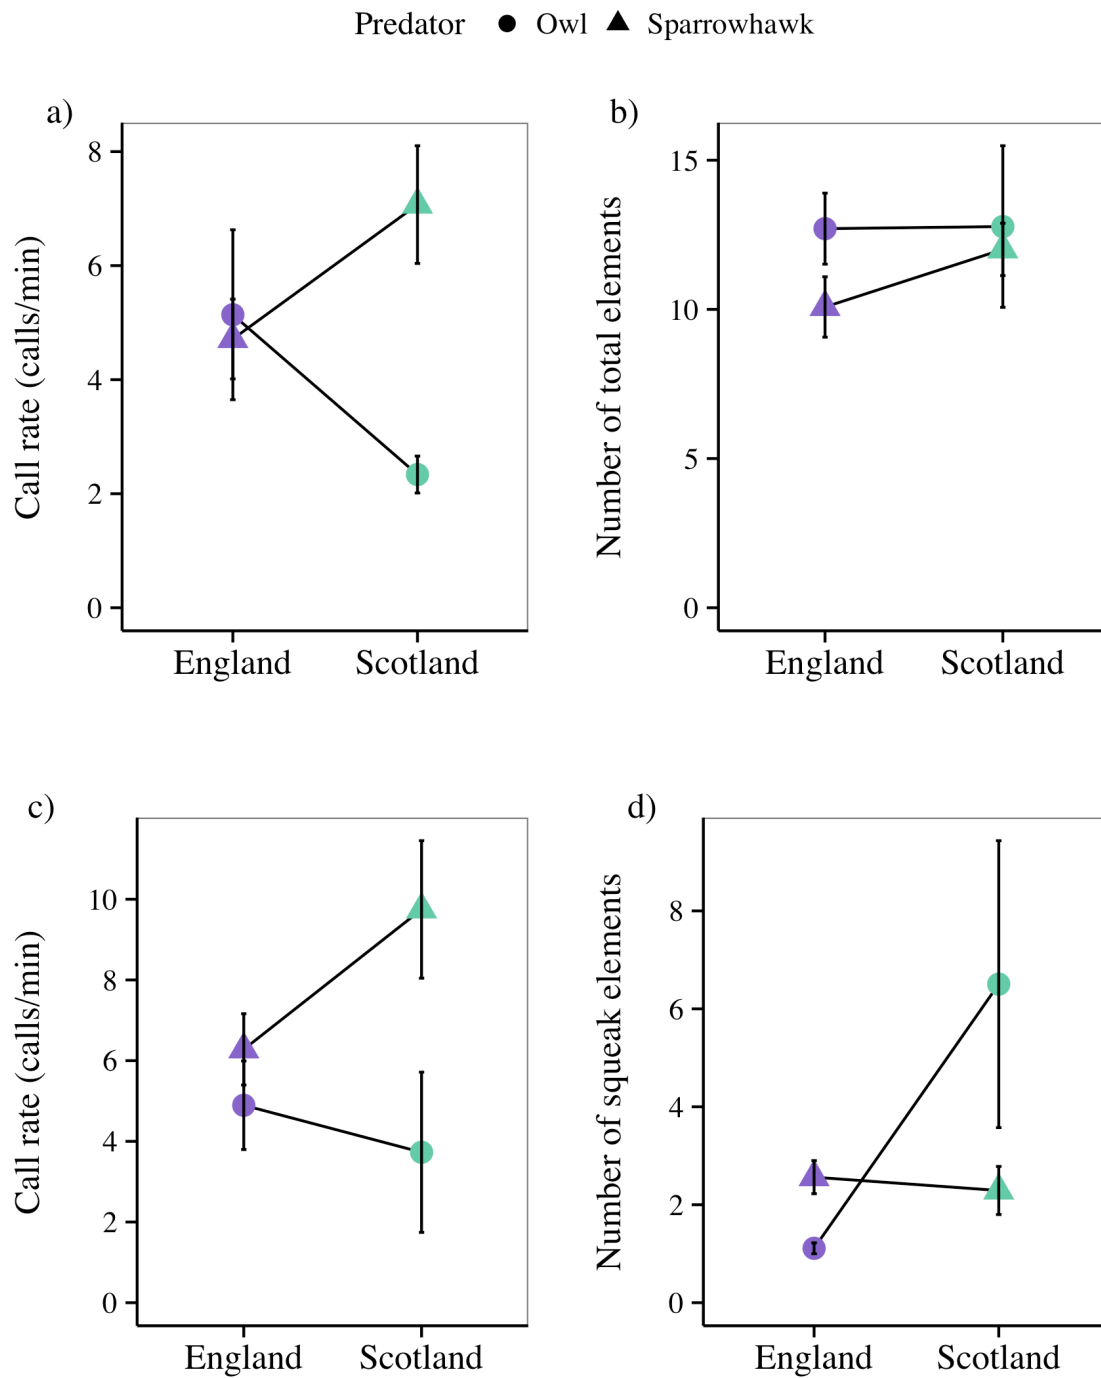 Predator Owl Sparrowhawk
a)
Call rate (calls/min)
8
6
4
2
0
England Scotland
b)
Number of total elements
15
10
5
0
England Scotland
c)
Call rate (calls/min)
10
8
6
4
2
0
England Scotland
d)
Number of squeak elements
8
6
4
2
0
England Scotland